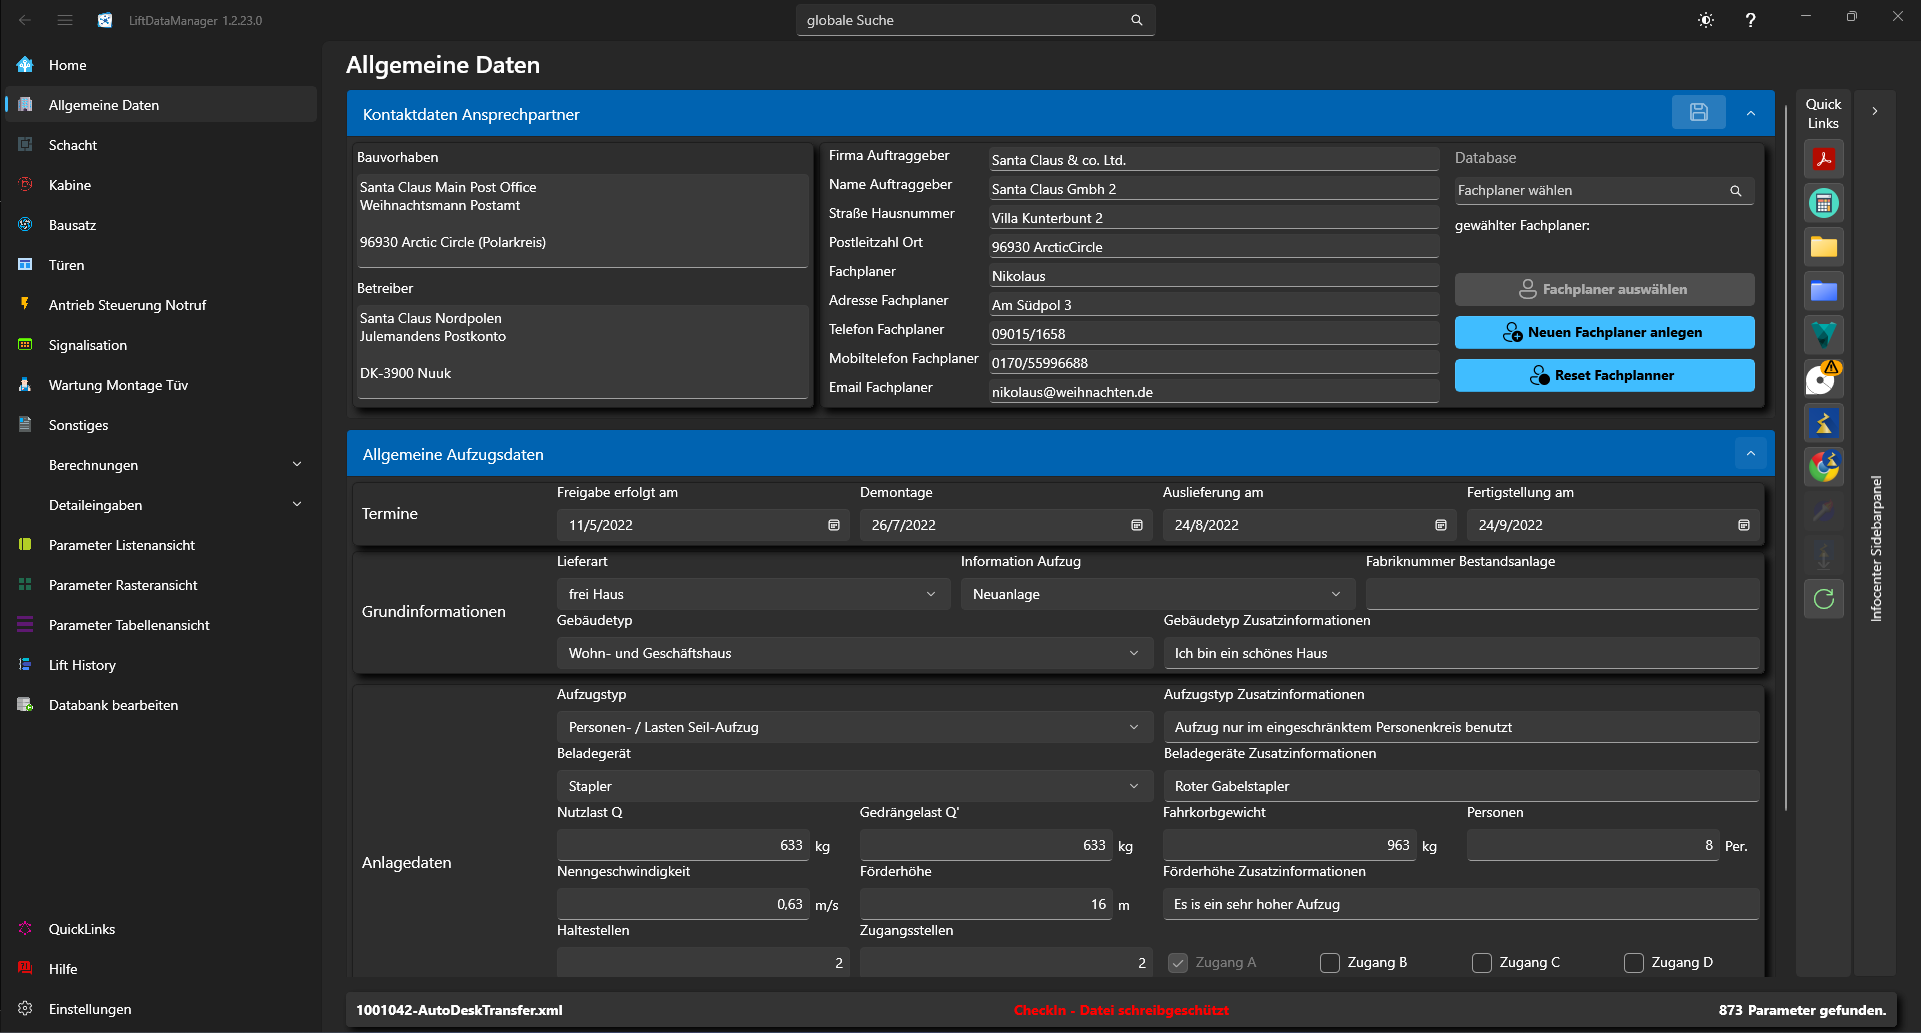 LiftDataManager 1.2.23.0
globale Suche
?
Home
Allgemeine Daten
Schacht
Kabine
Bausatz
Türen
Antrieb Steuerung Notruf
Signalisation
Wartung Montage Tüv
Sonstiges
Berechnungen
Detaileingaben
Parameter Listenansicht
Parameter Rasteransicht
Parameter Tabellenansicht
Lift History
Databank bearbeiten
QuickLinks
Hilfe
Einstellungen
Allgemeine Daten
Kontaktdaten Ansprechpartner
Bauvorhaben
Santa Claus Main Post Office
Weihnachtsmann Postamt
96930 Arctic Circle (Polarkreis)
Betreiber
Santa Claus Nordpolen
Julemandens Postkonto
DK-3900 Nuuk
Firma Auftraggeber Santa Claus & co. Ltd.
Name Auftraggeber Santa Claus Gmbh 2
Straße Hausnummer Villa Kunterbunt 2
Postleitzahl Ort 96930 ArcticCircle
Fachplaner Nikolaus
Adresse Fachplaner Am Südpol 3
Telefon Fachplaner 09015/1658
Mobiltelefon Fachplaner 0170/55996688
Email Fachplaner nikolaus@weihnachten.de
Database
Fachplaner wählen
gewählter Fachplaner:
Fachplaner auswählen
Neuen Fachplaner anlegen
Reset Fachplanner
Allgemeine Aufzugsdaten
Termine
Freigabe erfolgt am Demontage Auslieferung am Fertigstellung am
11/5/2022 26/7/2022 24/8/2022 24/9/2022
Grundinformationen
Lieferart Information Aufzug Fabriknummer Bestandsanlage
frei Haus Neuanlage
Gebäudetyp Gebäudetyp Zusatzinformationen
Wohn- und Geschäftshaus Ich bin ein schönes Haus
Anlagedaten
Aufzugstyp Aufzugstyp Zusatzinformationen
Personen- / Lasten Seil-Aufzug Aufzug nur im eingeschränktem Personenkreis benutzt
Beladegerät Beladegeräte Zusatzinformationen
Stapler Roter Gabelstapler
Nutzlast Q Gedrängelast Q' Fahrkorbgewicht Personen
633 kg 633 kg 963 kg 8 Per.
Nenngeschwindigkeit Förderhöhe Förderhöhe Zusatzinformationen
0,63 m/s 16 m Es is ein sehr hoher Aufzug
Haltestellen Zugangsstellen
2 2 Zugang A Zugang B Zugang C Zugang D
Quick
Links
Infocenter Sidebarpanel
1001042-AutoDeskTransfer.xml
CheckIn - Datei schreibgeschützt
873 Parameter gefunden.